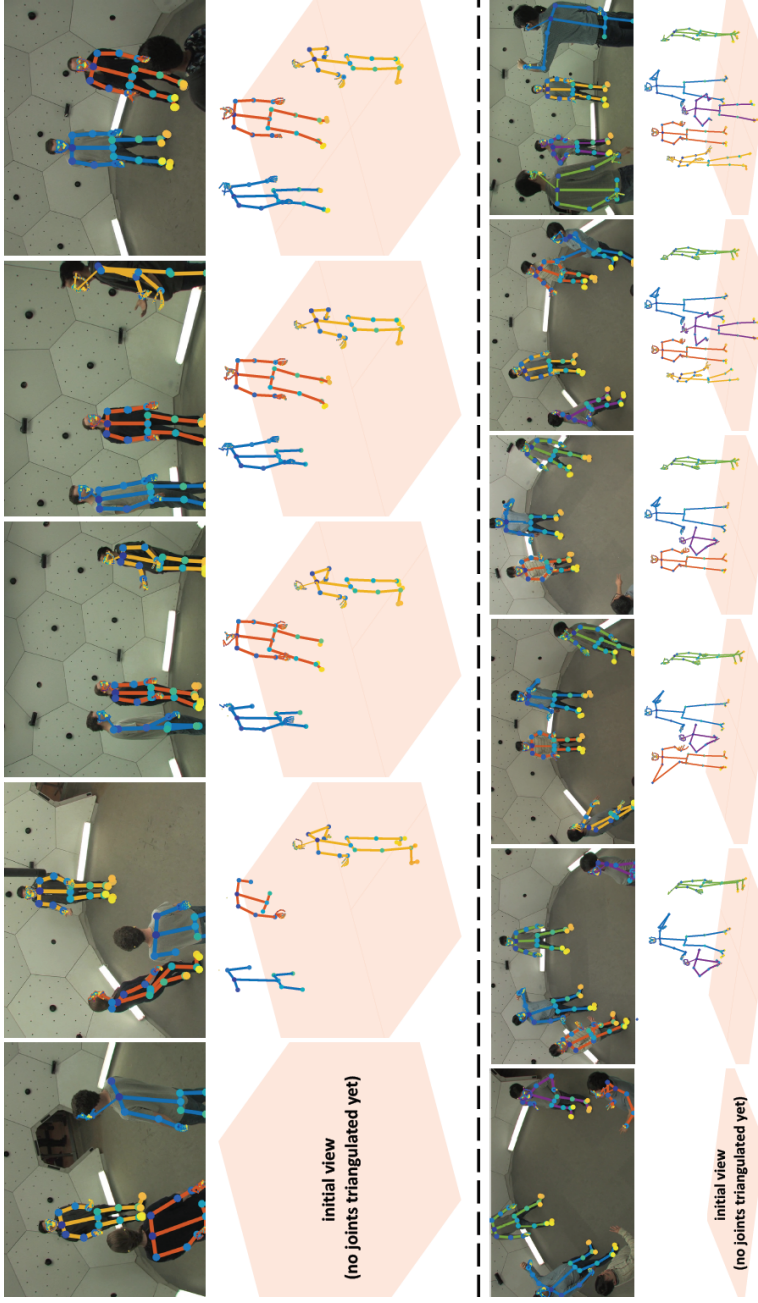 initial view
(no joints triangulated yet)
initial view
(no joints triangulated yet)